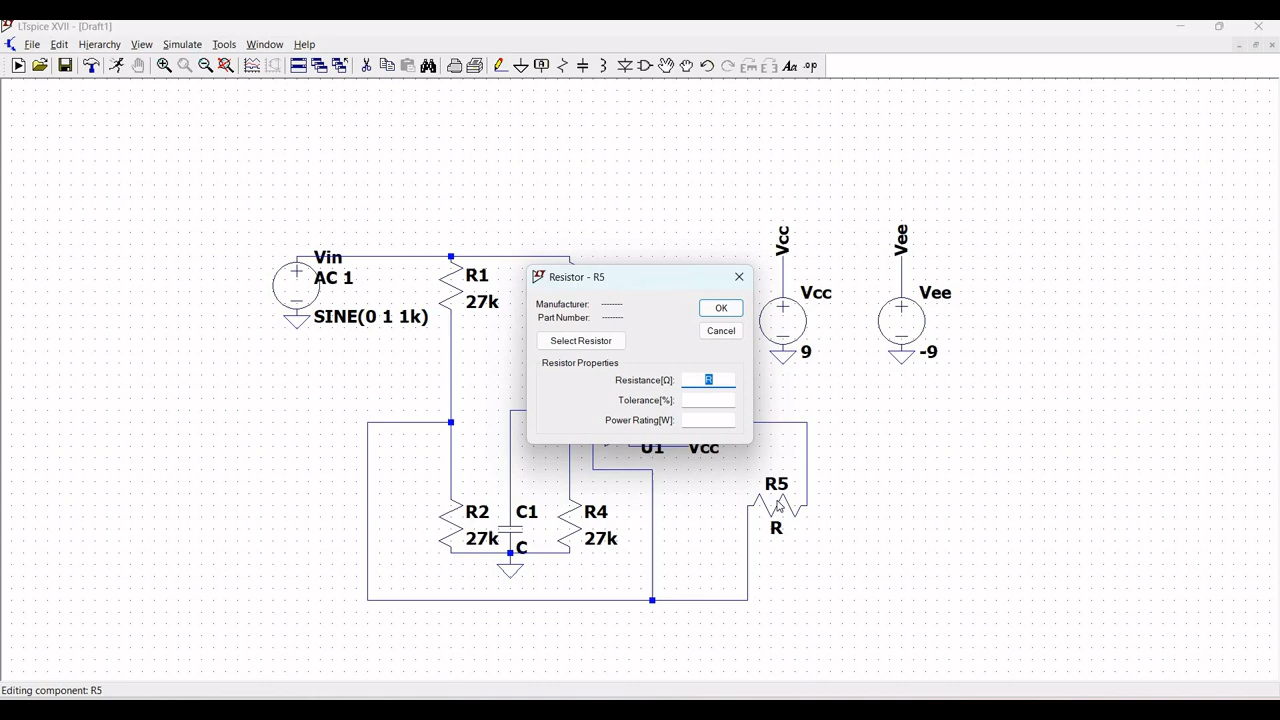 LTspice XVII - [Draft1]
File Edit Hierarchy View Simulate Tools Window Help
Aa .op
Vcc
Vee
Vin
AC 1
SINE(0 1 1k)
R1
27k
Resistor - R5
Manufacturer: --------
OK
Part Number: --------
Cancel
Select Resistor
Resistor Properties
Resistance[Ω]: R
Tolerance[%]:
Power Rating[W]:
Vcc
9
Vee
-9
U1
Vcc
R5
R
R2
27k
C1
C
R4
27k
Editing component: R5